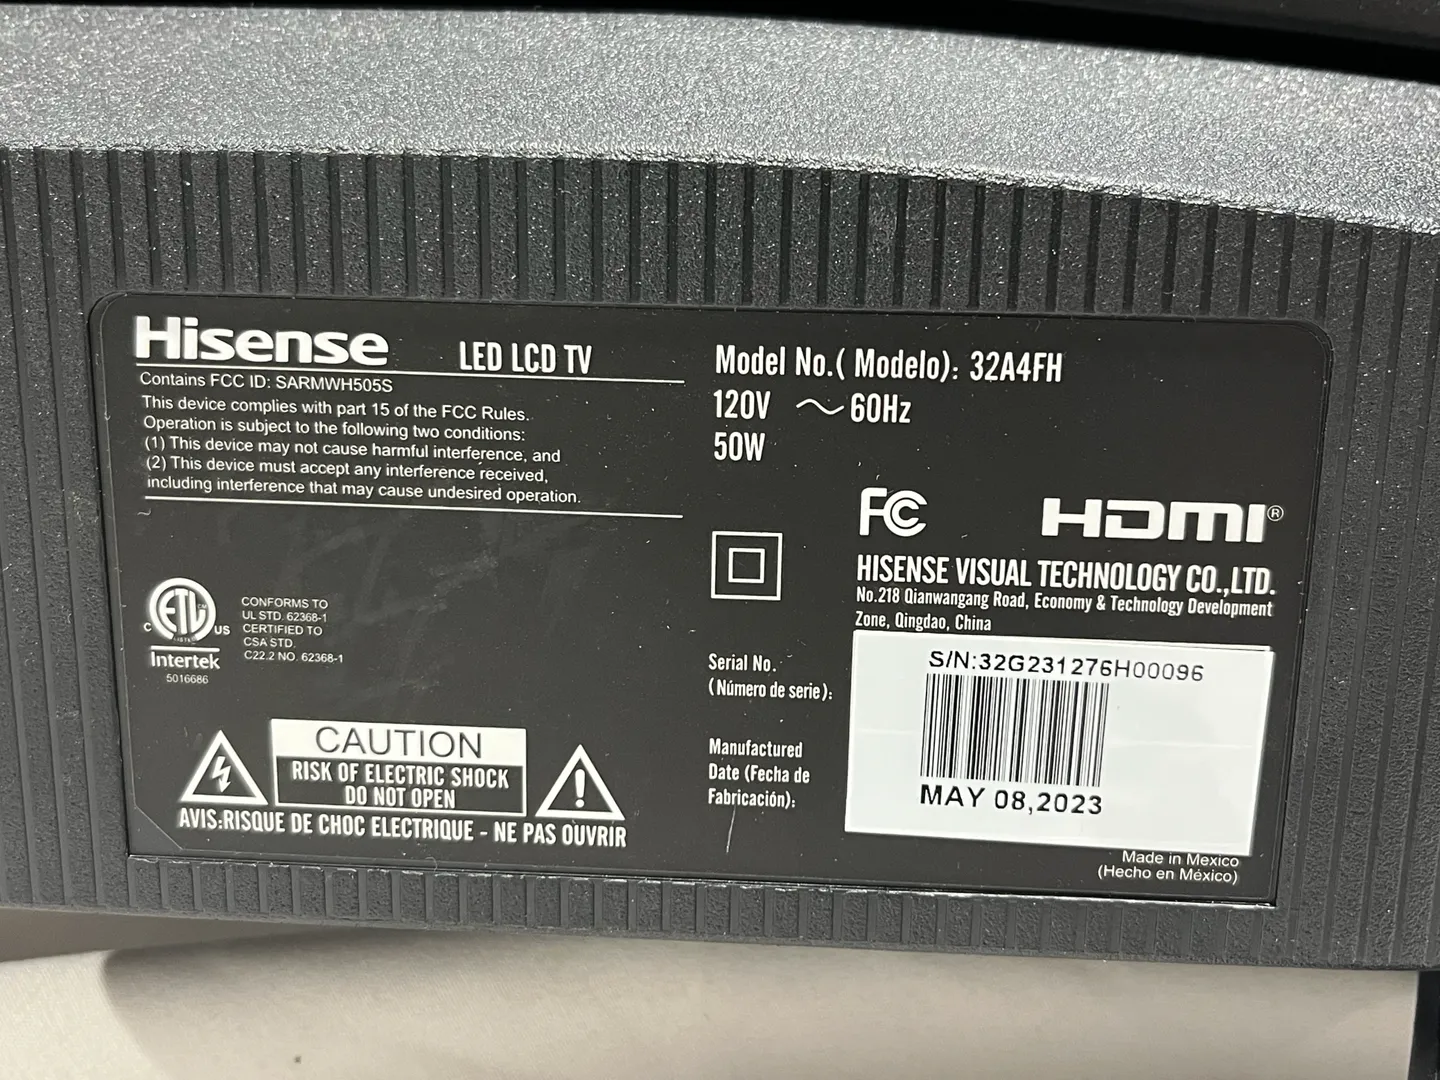 Hisense
LED LCD TV
Contains FCC ID: SARMWH505S
This device complies with part 15 of the FCC Rules.
Operation is subject to the following two conditions:
(1) This device may not cause harmful interference, and
(2) This device must accept any interference received,
including interference that may cause undesired operation.
Model No.( Modelo): 32A4FH
120V ～60Hz
50W
FC
HDMI®
HISENSE VISUAL TECHNOLOGY CO.,LTD.
No.218 Qianwangang Road, Economy & Technology Development
Zone, Qingdao, China
ETL
CM
LISTED
C US
Intertek
5016686
CONFORMS TO
UL STD. 62368-1
CERTIFIED TO
CSA STD.
C22.2 NO. 62368-1
Serial No.
(Número de serie):
S/N:32G231276H00096
Manufactured
Date (Fecha de
Fabricación):
MAY 08,2023
CAUTION
RISK OF ELECTRIC SHOCK
DO NOT OPEN
AVIS:RISQUE DE CHOC ELECTRIQUE - NE PAS OUVRIR
Made in Mexico
(Hecho en México)